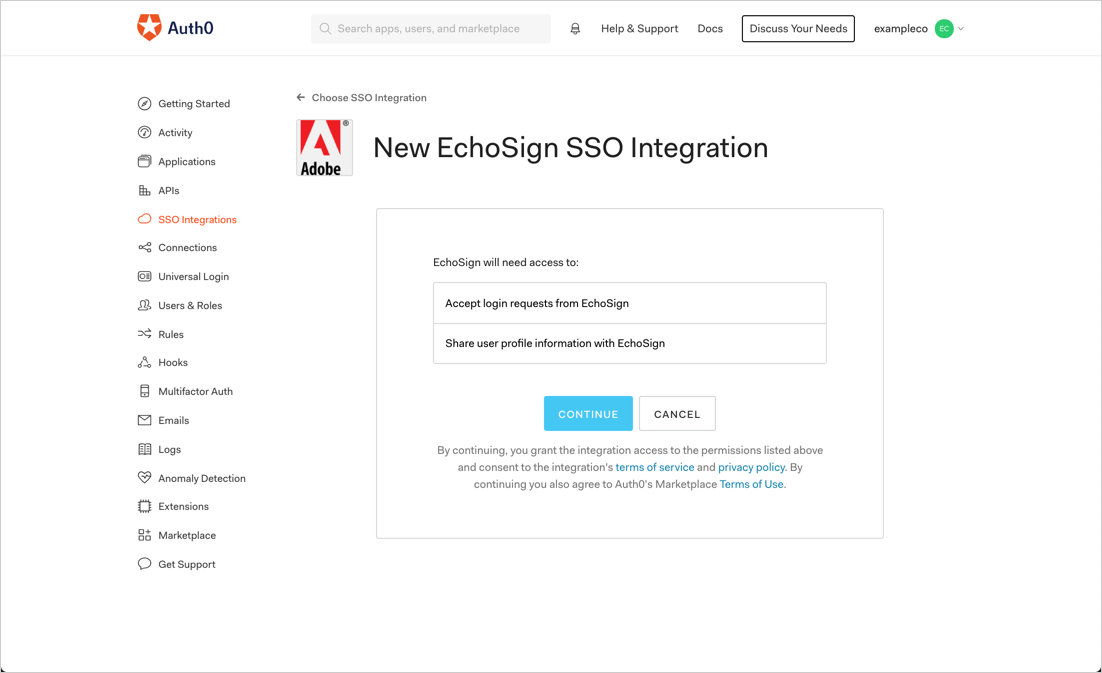 Auth0
Search apps, users, and marketplace
Help & Support
Docs
Discuss Your Needs
exampleco
EC
Getting Started
Activity
Applications
APIs
SSO Integrations
Connections
Universal Login
Users & Roles
Rules
Hooks
Multifactor Auth
Emails
Logs
Anomaly Detection
Extensions
Marketplace
Get Support
Choose SSO Integration
®
Adobe
New EchoSign SSO Integration
EchoSign will need access to:
Accept login requests from EchoSign
Share user profile information with EchoSign
CONTINUE
CANCEL
By continuing, you grant the integration access to the permissions listed above
and consent to the integration's terms of service and privacy policy. By
continuing you also agree to Auth0's Marketplace Terms of Use.